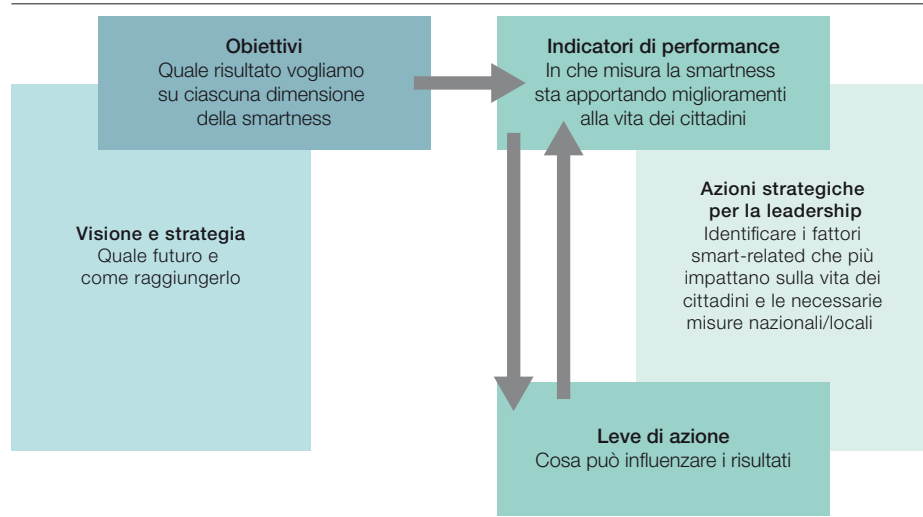 Obiettivi
Quale risultato vogliamo
su ciascuna dimensione
della smartness
Indicatori di performance
In che misura la smartness
sta apportando miglioramenti
alla vita dei cittadini
Visione e strategia
Quale futuro e
come raggiungerlo
Azioni strategiche
per la leadership
Identificare i fattori
smart-related che più
impattano sulla vita dei
cittadini e le necessarie
misure nazionali/locali
Leve di azione
Cosa può influenzare i risultati